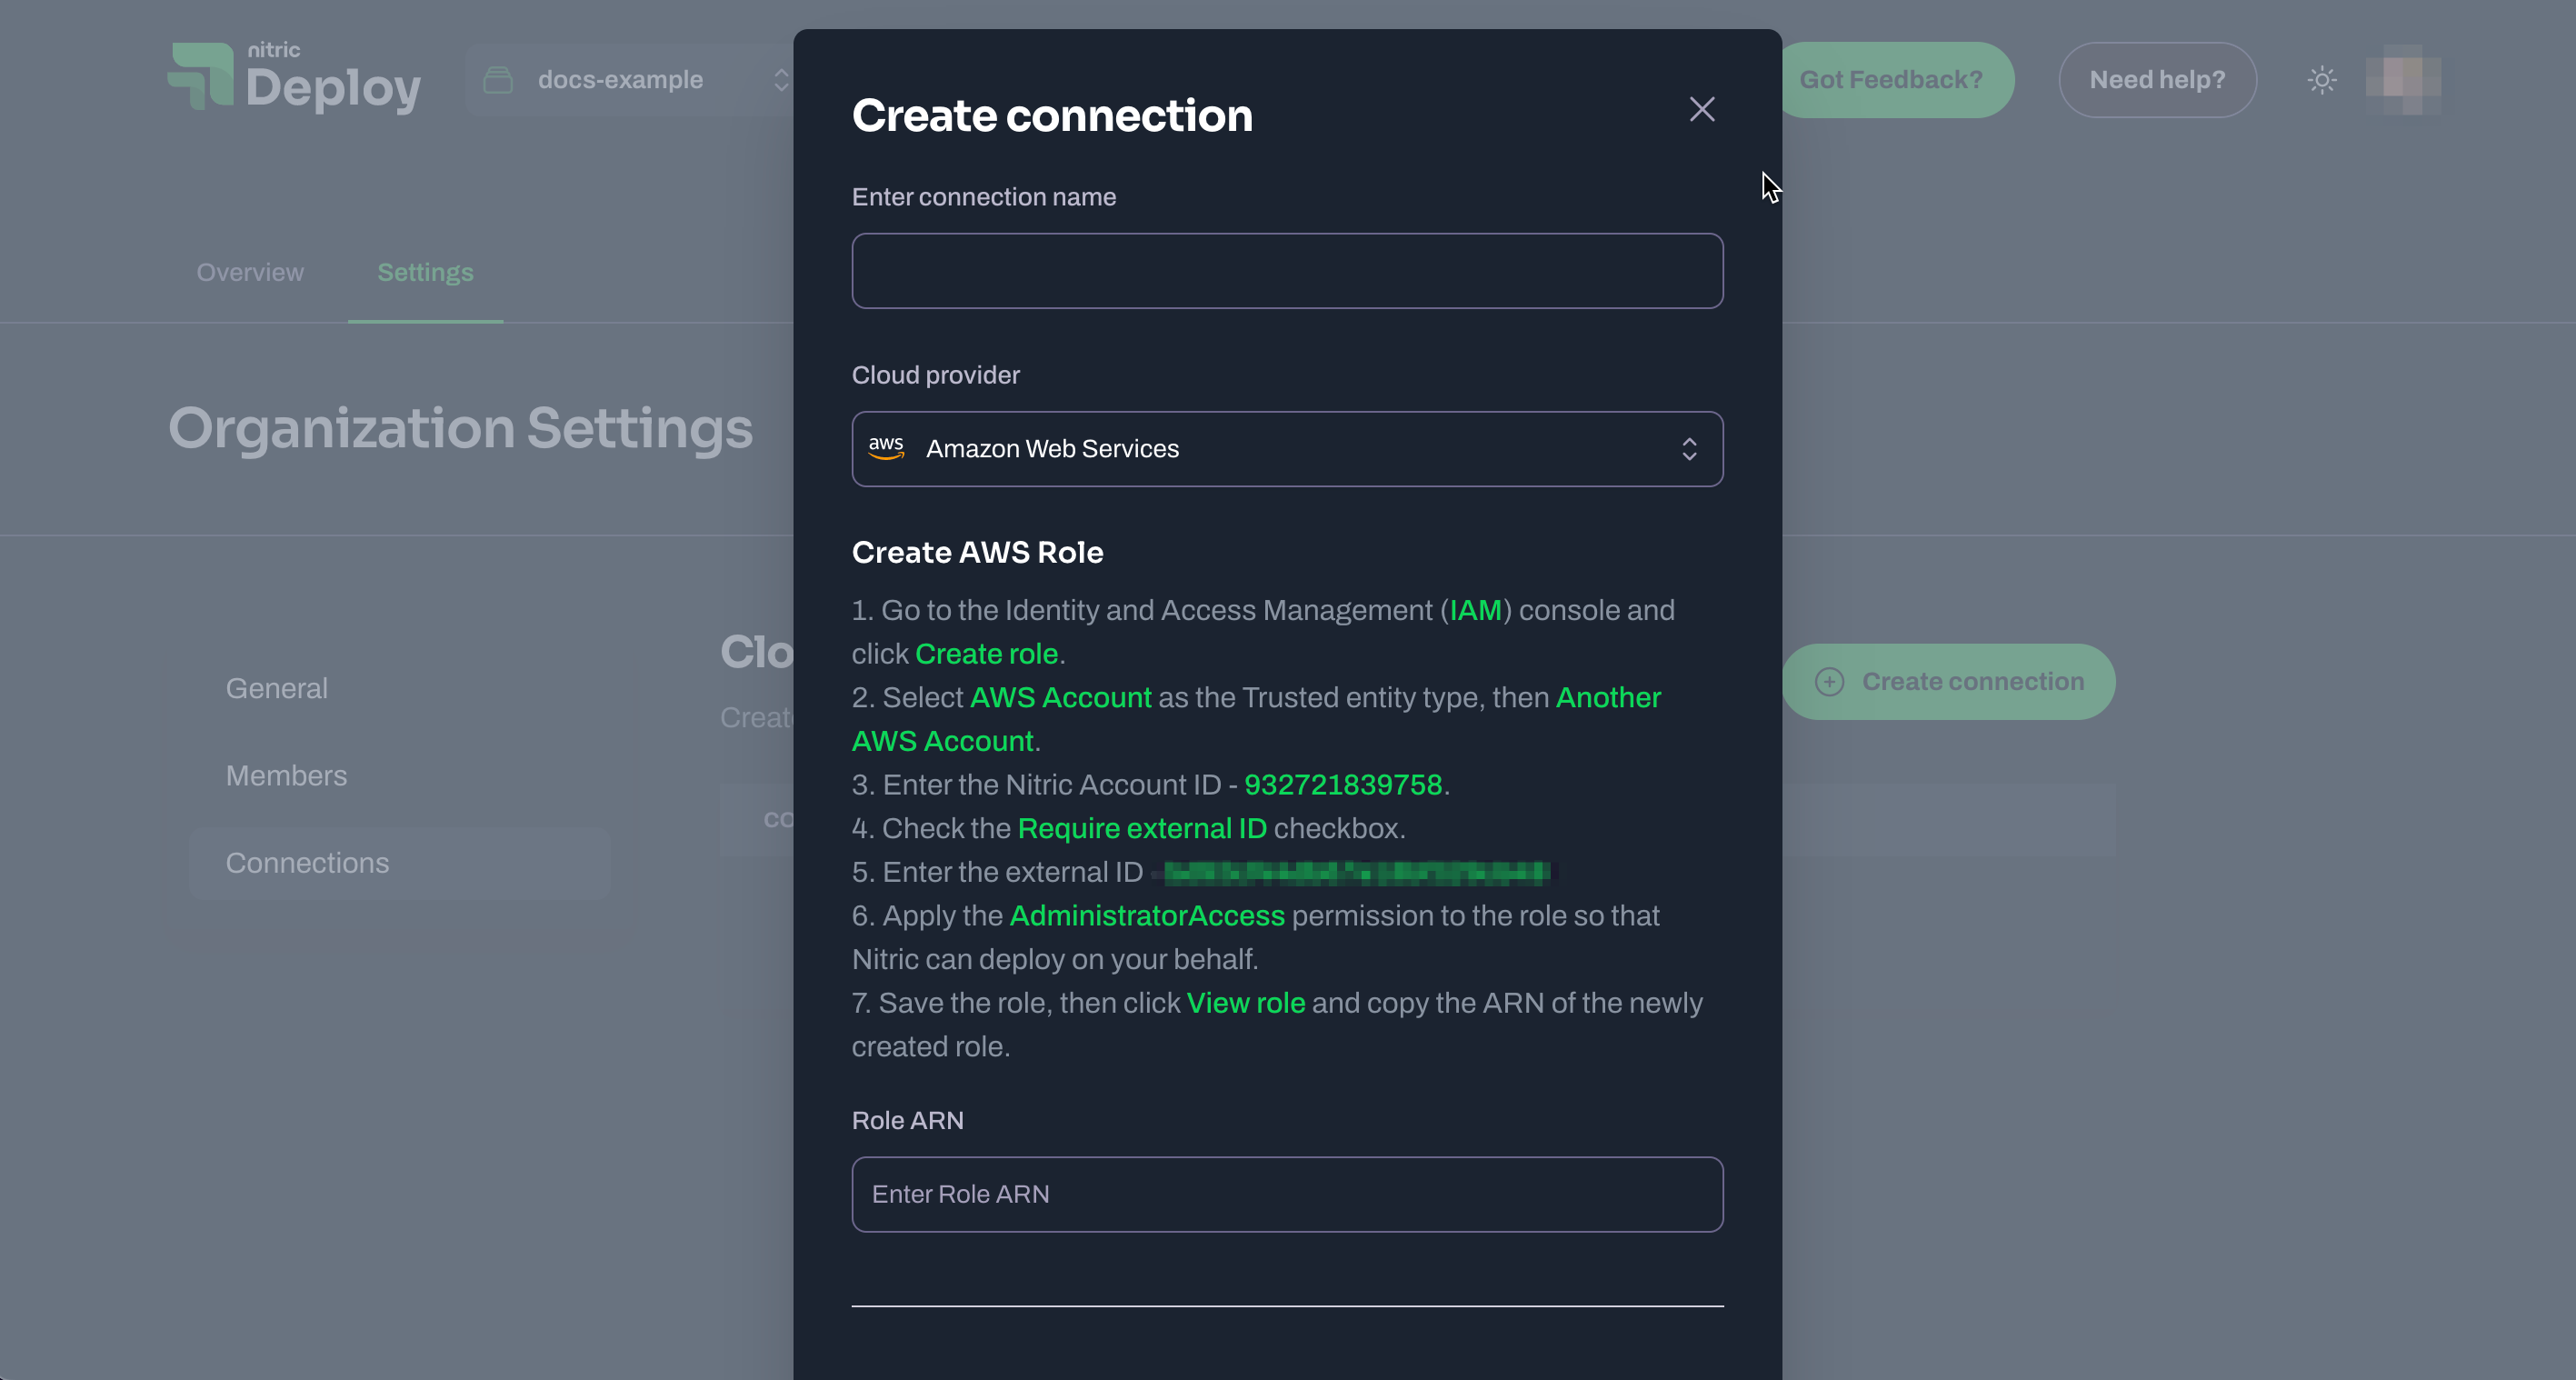 nitric
Deploy
docs-example
Got Feedback?
Need help?
Overview
Settings
Organization Settings
General
Members
Connections
Create connection
Create connection
Enter connection name
Cloud provider
aws Amazon Web Services
Create AWS Role
1. Go to the Identity and Access Management (IAM) console and
click Create role.
2. Select AWS Account as the Trusted entity type, then Another
AWS Account.
3. Enter the Nitric Account ID - 932721839758.
4. Check the Require external ID checkbox.
5. Enter the external ID
6. Apply the AdministratorAccess permission to the role so that
Nitric can deploy on your behalf.
7. Save the role, then click View role and copy the ARN of the newly
created role.
Role ARN
Enter Role ARN